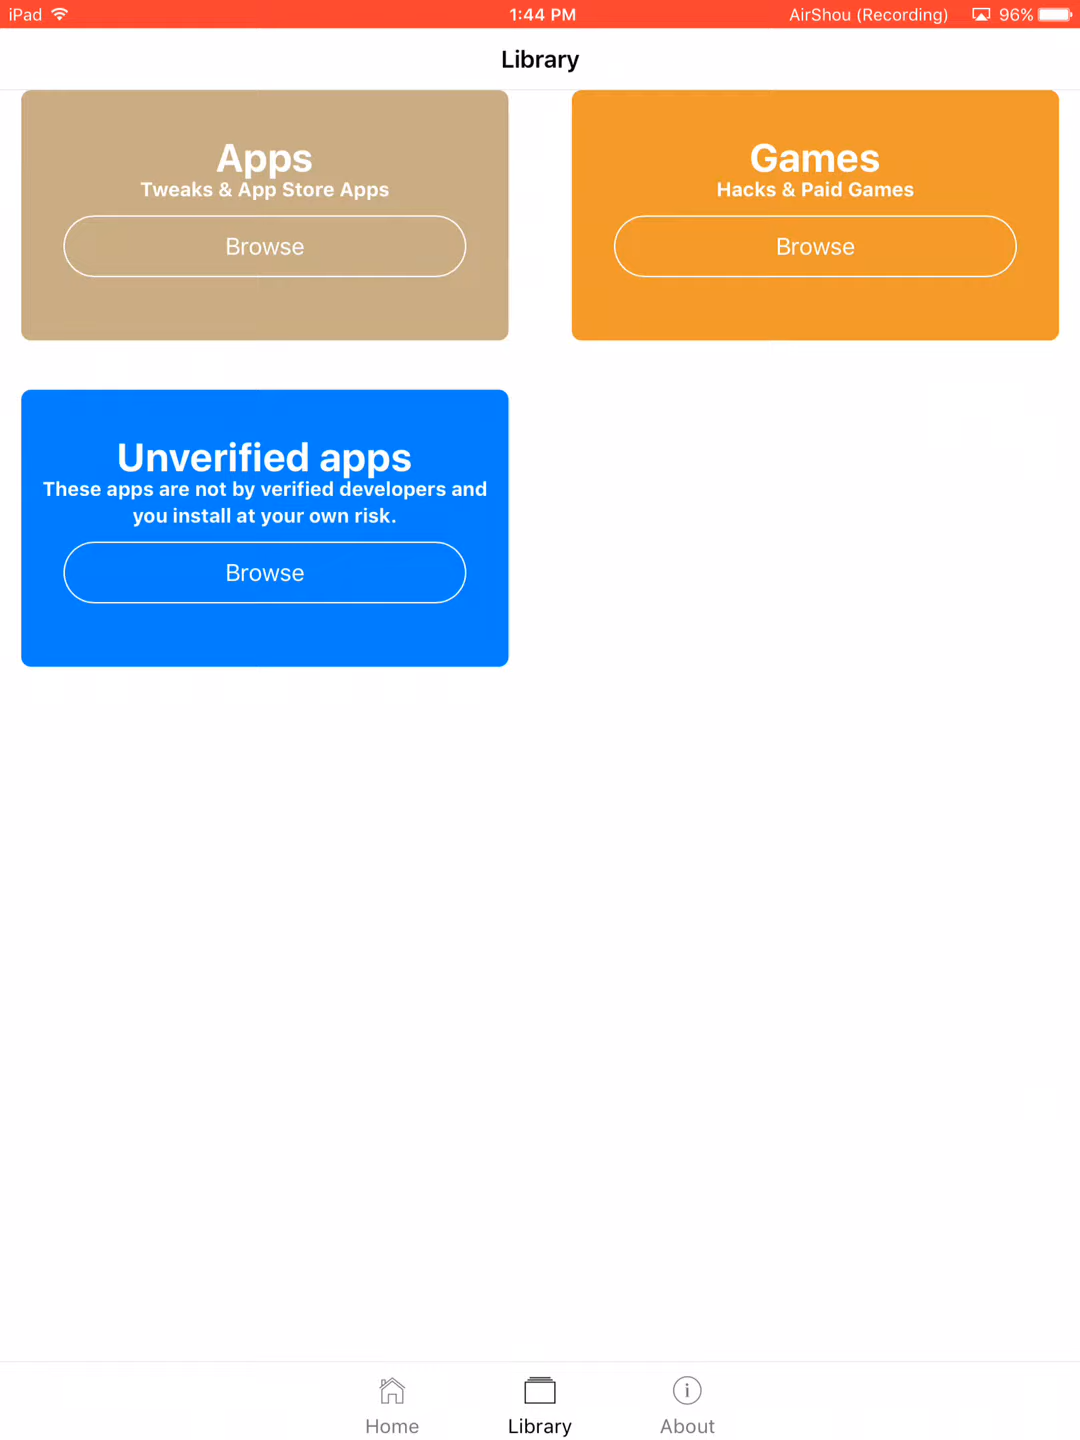 iPad 1:44 PM AirShou (Recording) 96%
Library
Apps
Tweaks & App Store Apps
Browse
Games
Hacks & Paid Games
Browse
Unverified apps
These apps are not by verified developers and
you install at your own risk.
Browse
Home Library About